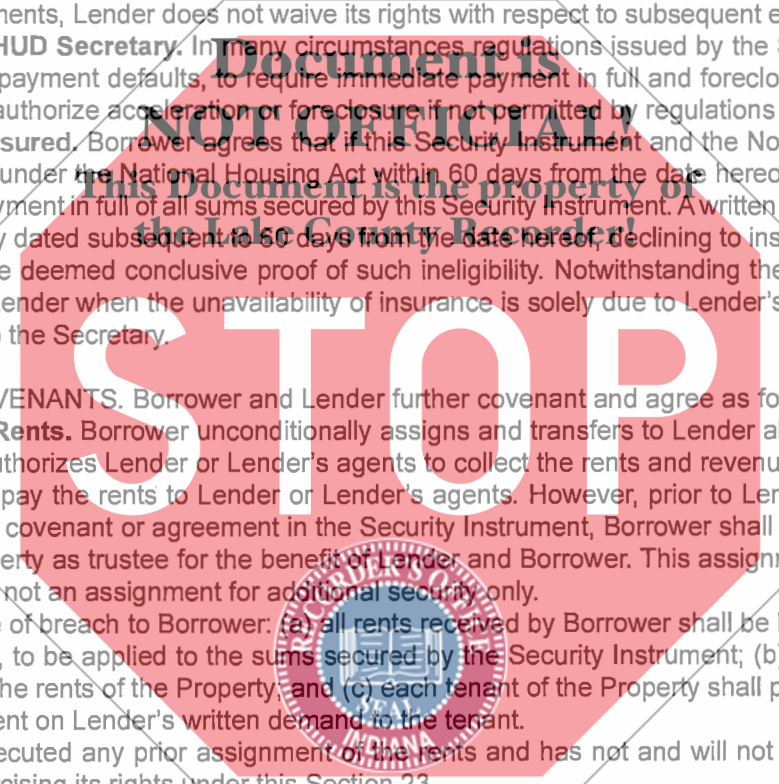 nents, Lender does not waive its rights with respect to subsequent e
HUD Secretary. In many circumstances regulations issued by the
Document is
payment defaults, to require immediate payment in full and foreclo
authorize acceleration or foreclosure if not permitted by regulations
NOT OFFICIAL!
sured. Borrower agrees that if this Security Instrument and the No
under the National Housing Act within 60 days from the date hereo
This Document is the property of
yment in full of all sums secured by this Security Instrument. A written
the Lake County Recorder!
y dated subsequent to 60 days from the date hereof, declining to ins
e deemed conclusive proof of such ineligibility. Notwithstanding the
ender when the unavailability of insurance is solely due to Lender's
o the Secretary.
STOP
VENANTS. Borrower and Lender further covenant and agree as fo
Rents. Borrower unconditionally assigns and transfers to Lender al
uthorizes Lender or Lender's agents to collect the rents and revenu
pay the rents to Lender or Lender's agents. However, prior to Len
covenant or agreement in the Security Instrument, Borrower shall
erty as trustee for the benefit of Lender and Borrower. This assignm
not an assignment for additional security only.
e of breach to Borrower: (a) all rents received by Borrower shall be
, to be applied to the sums secured by the Security Instrument; (b)
he rents of the Property; and (c) each tenant of the Property shall p
ent on Lender's written demand to the tenant.
RECORDER'S OFFICE
SEAL
INDIANA
ecuted any prior assignment of the rents and has not and will not
cising its rights under this Section 23.